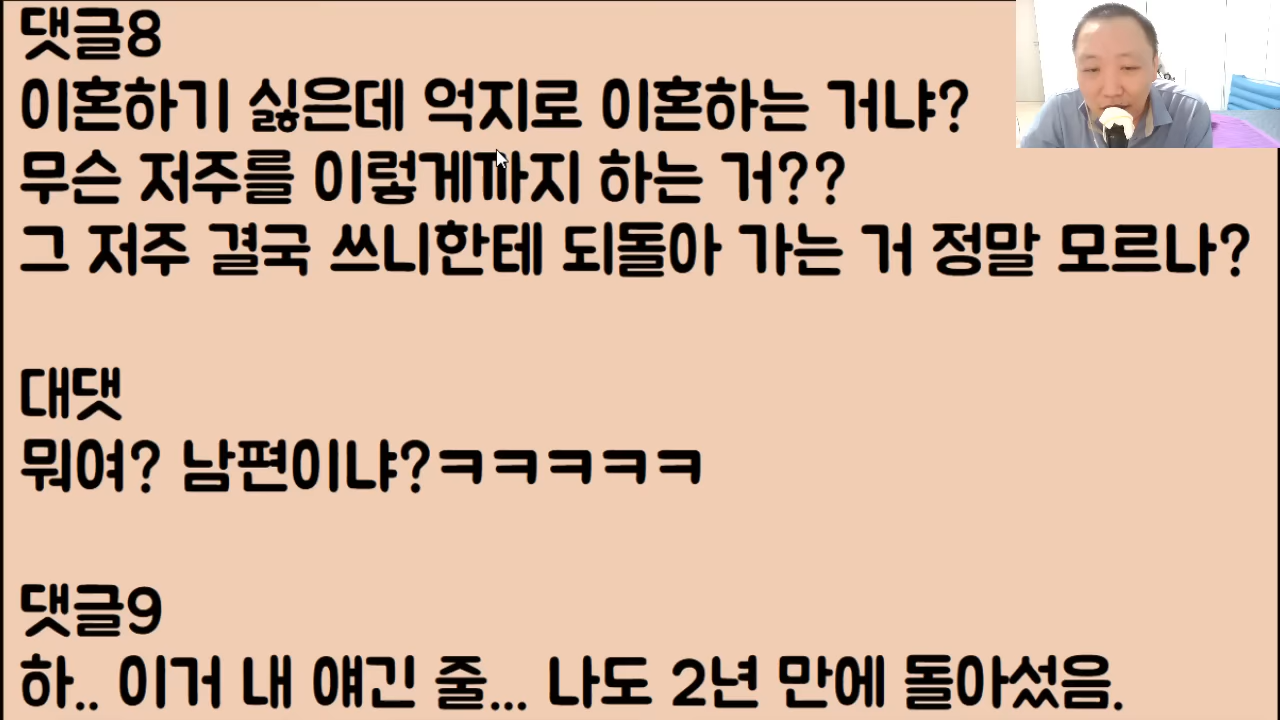 댓글8
이혼하기 싫은데 억지로 이혼하는 거냐?
무슨 저주를 이렇게까지 하는 거??
그 저주 결국 쓰니한테 되돌아 가는 거 정말 모르나?
대댓
뭐여? 남편이냐?ㅋㅋㅋㅋㅋ
댓글9
하.. 이거 내 얘긴 줄... 나도 2년 만에 돌아섰음.